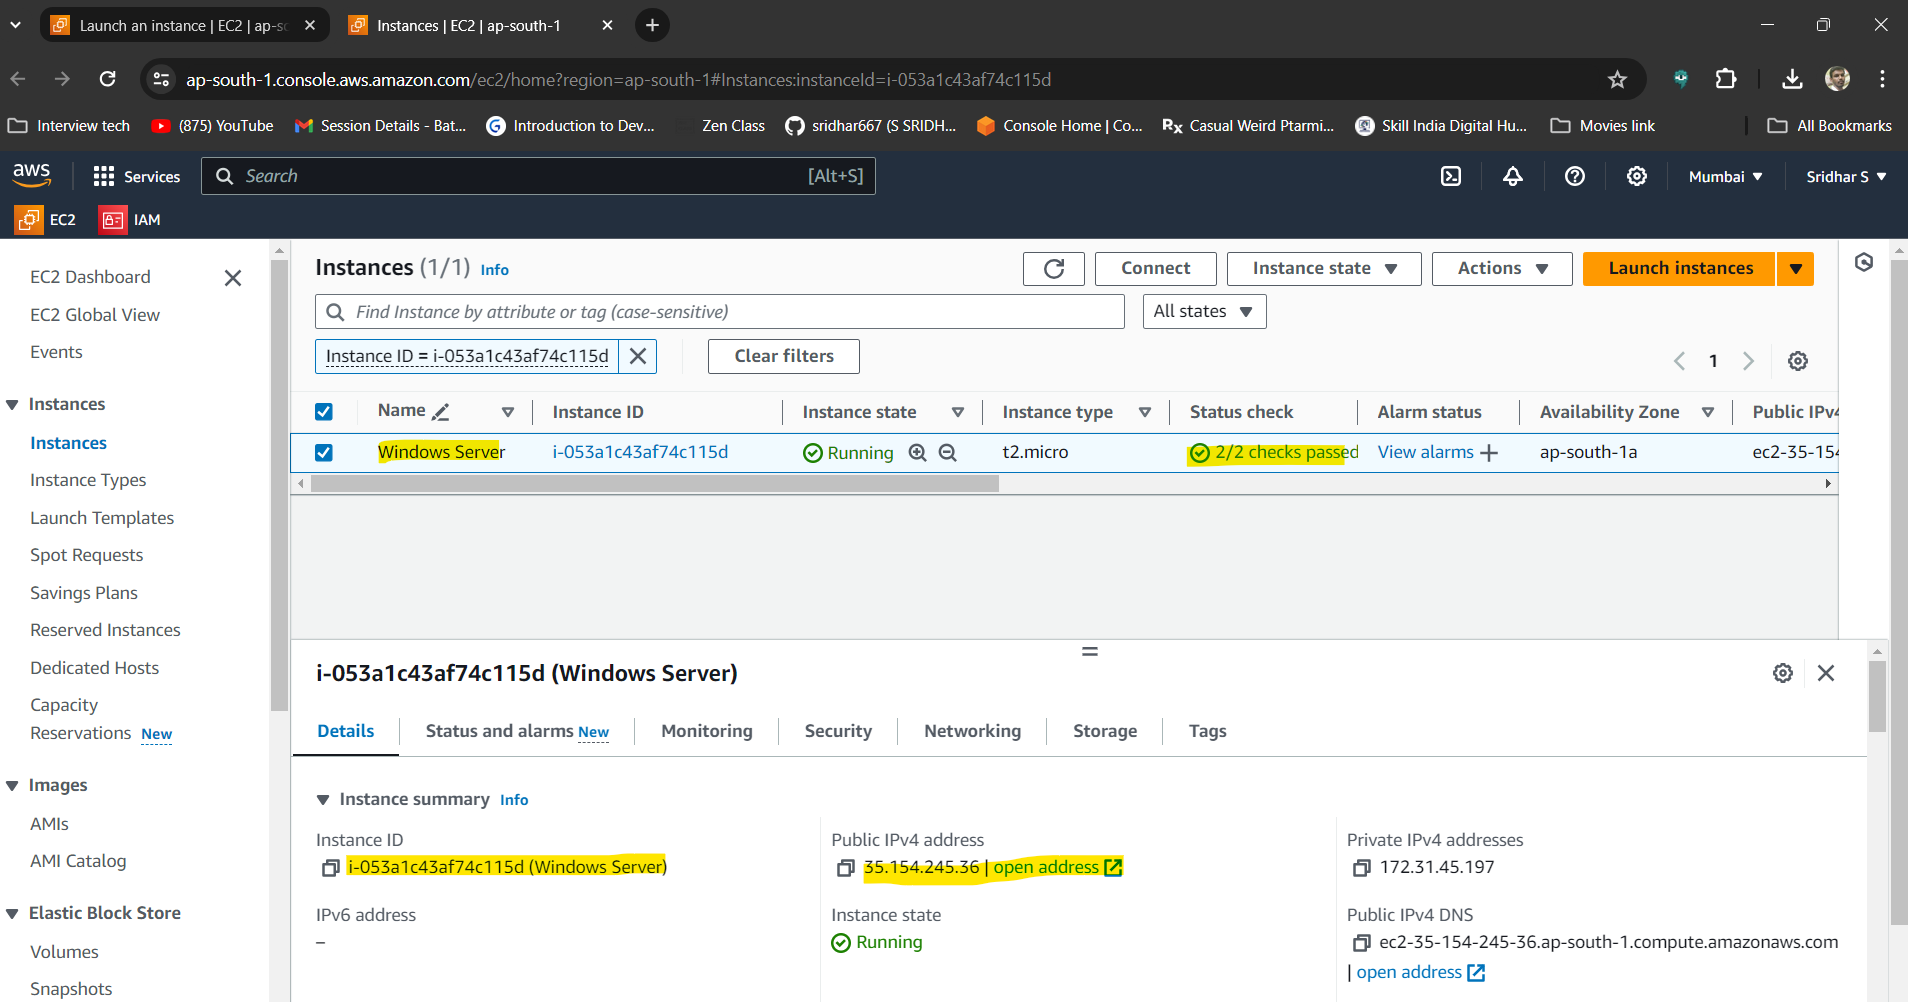 Launch an instance | EC2 | ap-sc
Instances | EC2 | ap-south-1
ap-south-1.console.aws.amazon.com/ec2/home?region=ap-south-1#Instances:instanceId=i-053a1c43af74c115d
Interview tech
(875) YouTube
Session Details - Bat...
Introduction to Dev...
Zen Class
sridhar667 (S SRIDH...
Console Home | Co...
Rx Casual Weird Ptarmi...
Skill India Digital Hu...
Movies link
All Bookmarks
aws
Services
Search
[Alt+S]
Mumbai
Sridhar S
EC2
IAM
EC2 Dashboard
EC2 Global View
Events
Instances
Instances
Instance Types
Launch Templates
Spot Requests
Savings Plans
Reserved Instances
Dedicated Hosts
Capacity
Reservations New
Images
AMIs
AMI Catalog
Elastic Block Store
Volumes
Snapshots
Instances (1/1) Info
Connect
Instance state
Actions
Launch instances
Find Instance by attribute or tag (case-sensitive)
All states
Instance ID = i-053a1c43af74c115d
Clear filters
1
Name
Instance ID
Instance state
Instance type
Status check
Alarm status
Availability Zone
Public IPv4
Windows Server
i-053a1c43af74c115d
Running
t2.micro
2/2 checks passed
View alarms +
ap-south-1a
ec2-35-154
i-053a1c43af74c115d (Windows Server)
Details
Status and alarms New
Monitoring
Security
Networking
Storage
Tags
Instance summary Info
Instance ID
i-053a1c43af74c115d (Windows Server)
Public IPv4 address
35.154.245.36 | open address
Private IPv4 addresses
172.31.45.197
IPv6 address
–
Instance state
Running
Public IPv4 DNS
ec2-35-154-245-36.ap-south-1.compute.amazonaws.com
| open address